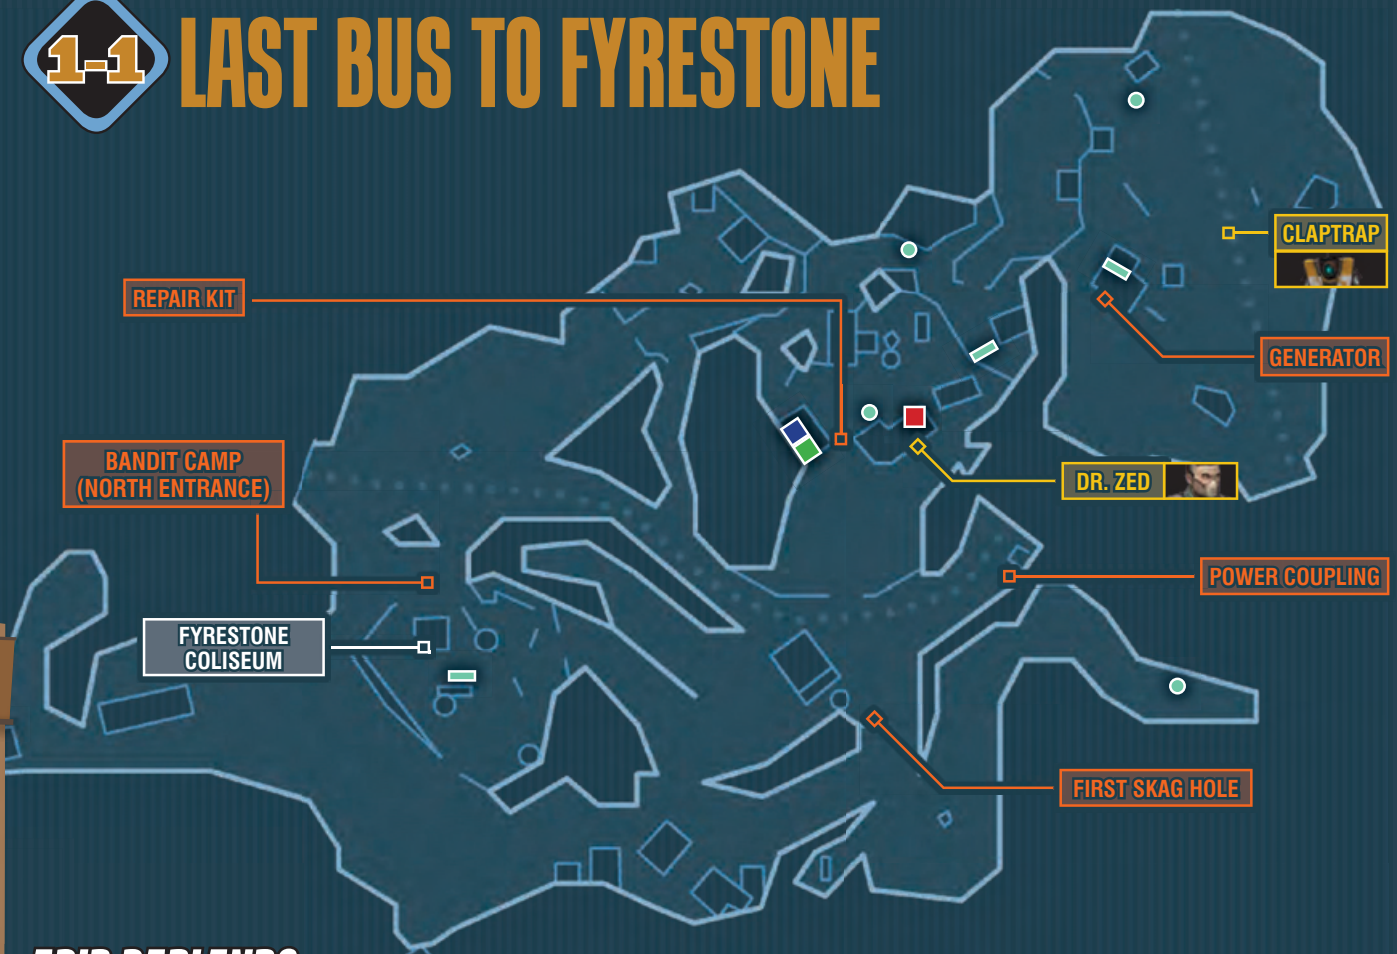 1-1
LAST BUS TO FYRESTONE
CLAPTRAP
REPAIR KIT
GENERATOR
BANDIT CAMP
(NORTH ENTRANCE)
DR. ZED
POWER COUPLING
FYRESTONE
COLISEUM
FIRST SKAG HOLE